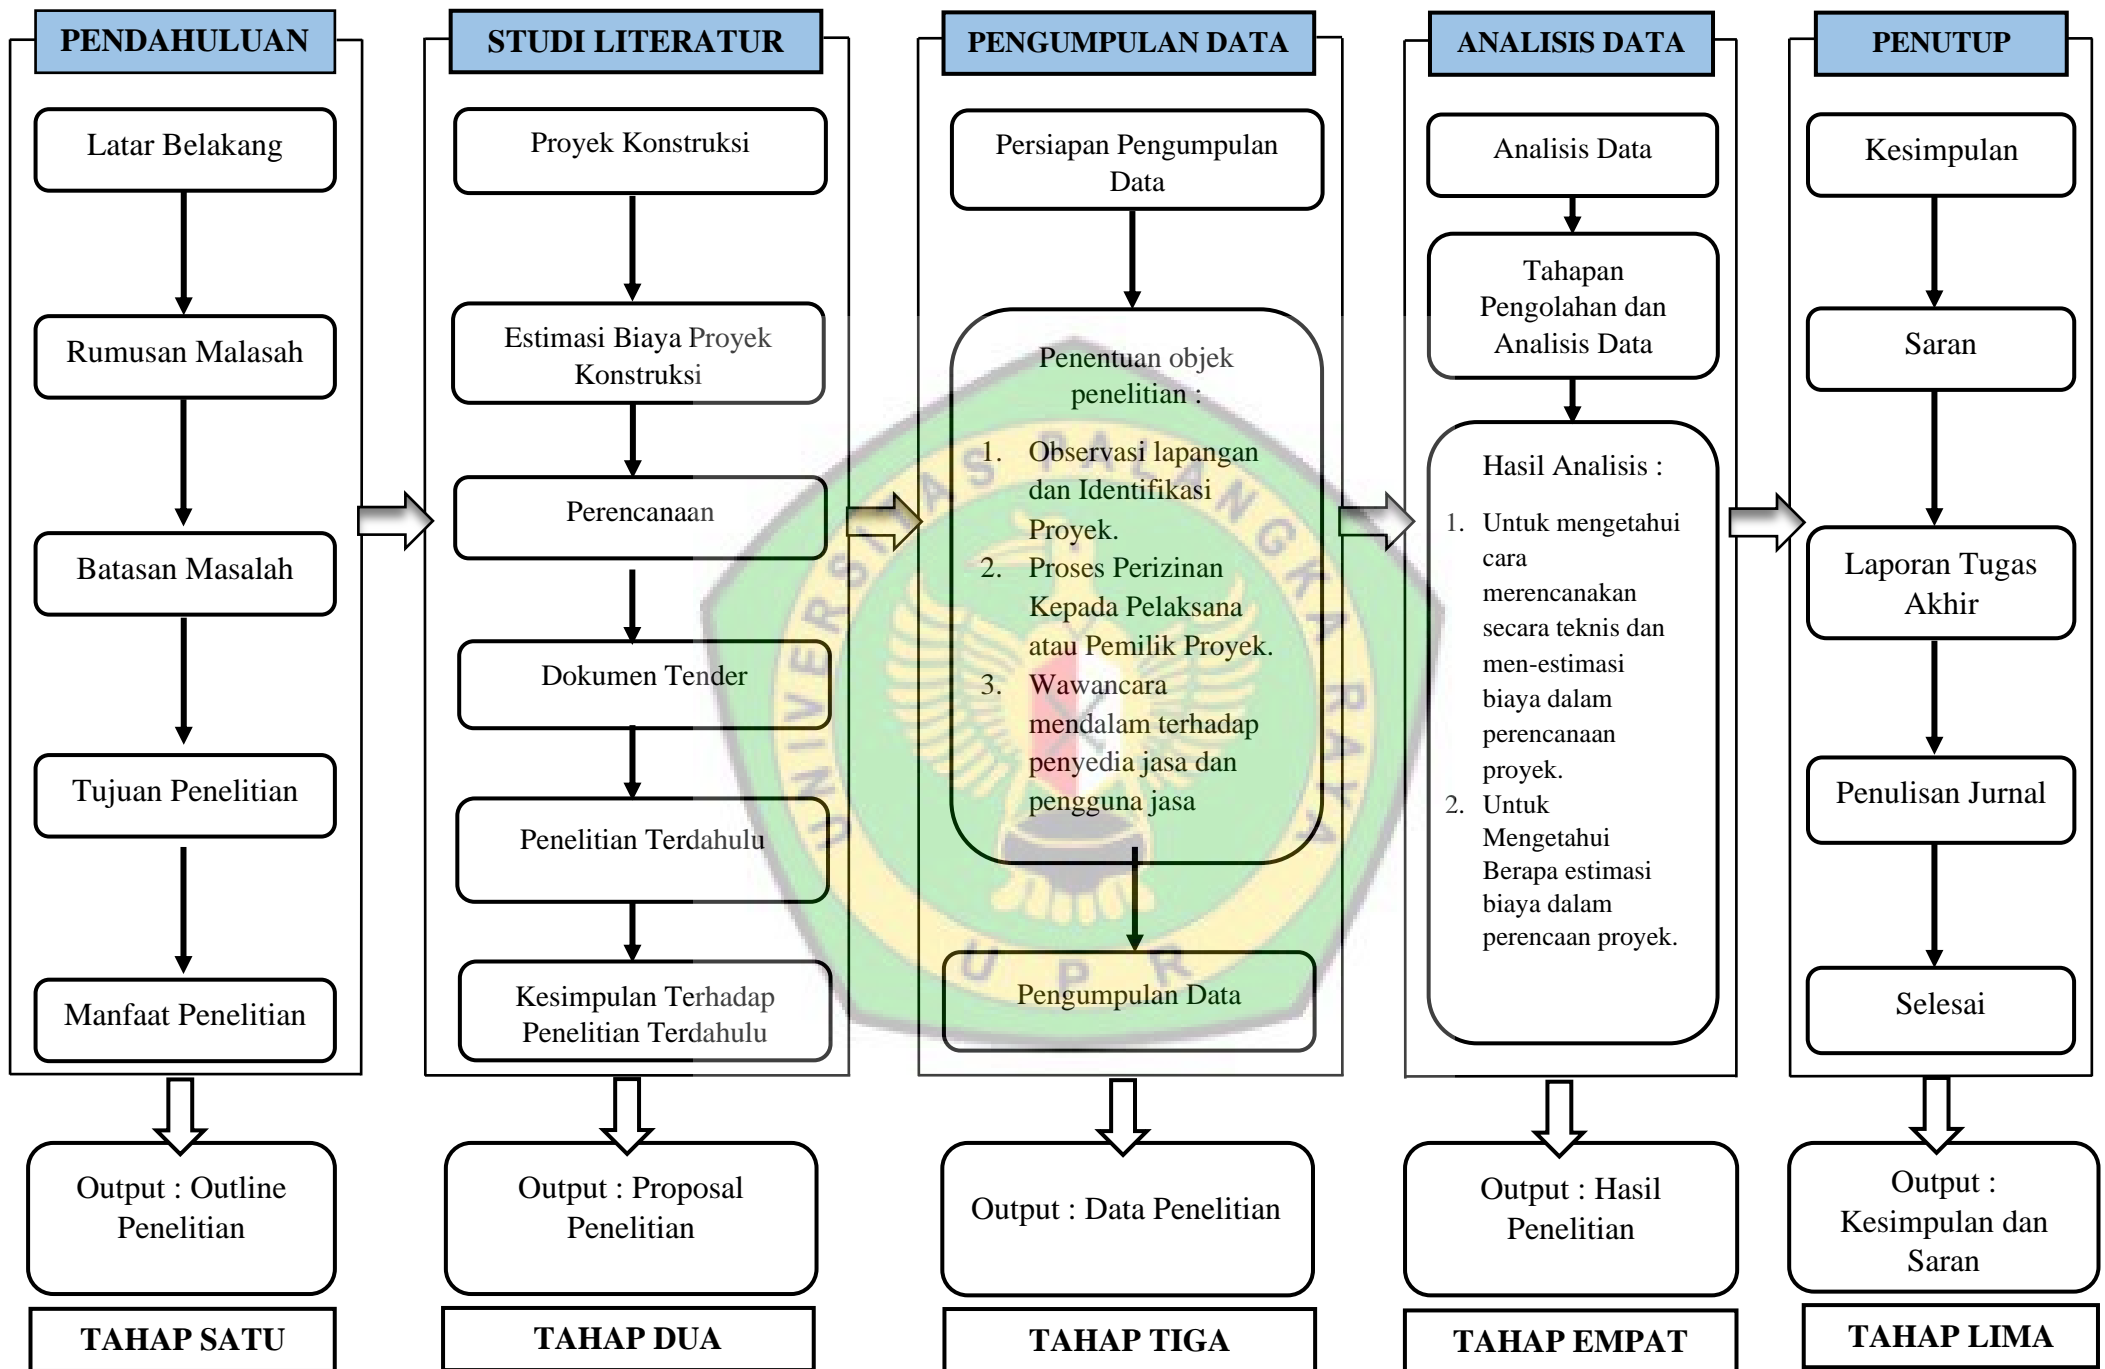 PENDAHULUAN
Latar Belakang
Rumusan Malasah
Batasan Masalah
Tujuan Penelitian
Manfaat Penelitian
Output : Outline
Penelitian
TAHAP SATU
STUDI LITERATUR
Proyek Konstruksi
Estimasi Biaya Proyek
Konstruksi
Perencanaan
Dokumen Tender
Penelitian Terdahulu
Kesimpulan Terhadap
Penelitian Terdahulu
Output : Proposal
Penelitian
TAHAP DUA
PENGUMPULAN DATA
Persiapan Pengumpulan
Data
Penentuan objek
penelitian :
1. Observasi lapangan
dan Identifikasi
Proyek.
2. Proses Perizinan
Kepada Pelaksana
atau Pemilik Proyek.
3. Wawancara
mendalam terhadap
penyedia jasa dan
pengguna jasa
Pengumpulan Data
Output : Data Penelitian
TAHAP TIGA
ANALISIS DATA
Analisis Data
Tahapan
Pengolahan dan
Analisis Data
Hasil Analisis :
1. Untuk mengetahui
cara
merencanakan
secara teknis dan
men-estimasi
biaya dalam
perencanaan
proyek.
2. Untuk
Mengetahui
Berapa estimasi
biaya dalam
perencaan proyek.
Output : Hasil
Penelitian
TAHAP EMPAT
PENUTUP
Kesimpulan
Saran
Laporan Tugas
Akhir
Penulisan Jurnal
Selesai
Output :
Kesimpulan dan
Saran
TAHAP LIMA
UNIVERSITAS PALANGKA RAYA
UPR